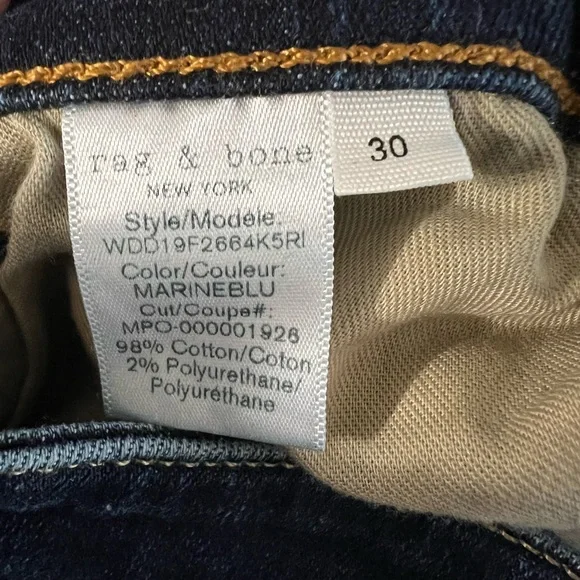 rag & bone
NEW YORK
Style/Modéle:
WDD19F2664K5RI
Color/Couleur:
MARINEBLU
Cut/Coupe#:
MPO-000001926
98% Cotton/Coton
2% Polyurethane/
Polyuréthane
30